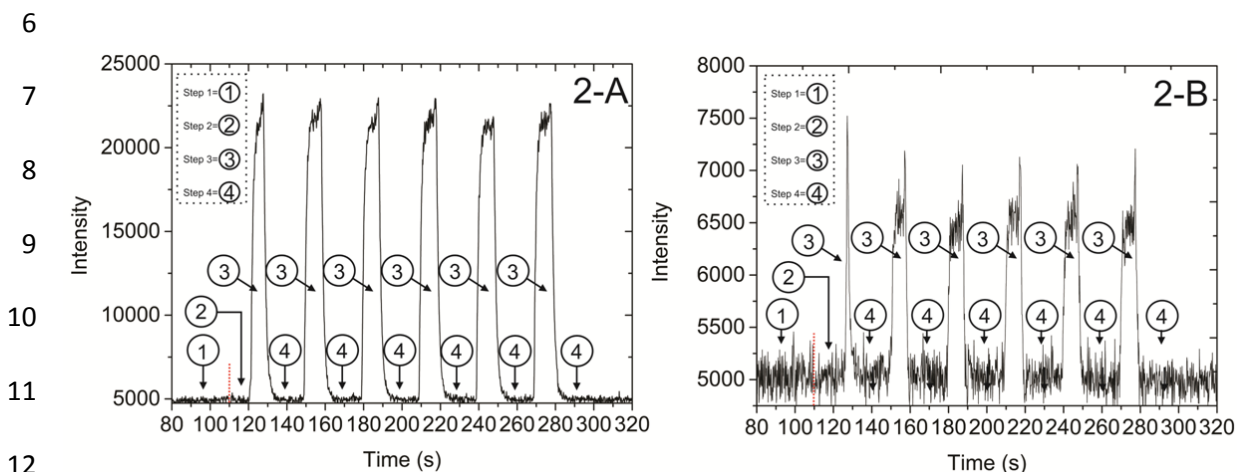 6
7
8
9
10
11
12
25000
20000
15000
10000
5000
Intensity
80 100 120 140 160 180 200 220 240 260 280 300 320
Time (s)
2-A
Step 1= 1
Step 2= 2
Step 3= 3
Step 4= 4
3 3 3 3 3 3
2
1 4 4 4 4 4 4
8000
7500
7000
6500
6000
5500
5000
Intensity
80 100 120 140 160 180 200 220 240 260 280 300 320
Time (s)
2-B
Step 1= 1
Step 2= 2
Step 3= 3
Step 4= 4
3 3 3 3 3 3
2
1 4 4 4 4 4 4